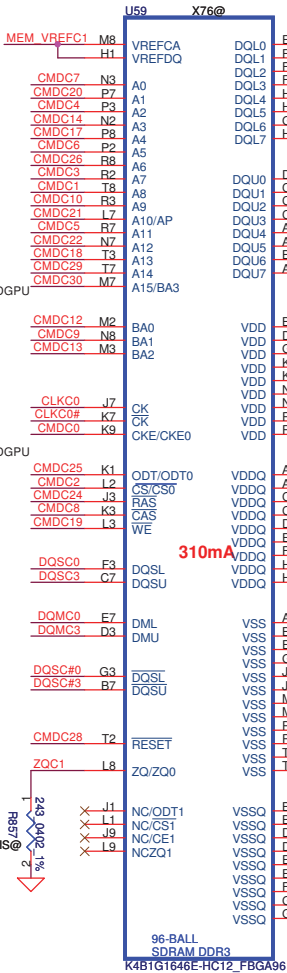 U59 X76@
MEM_VREFC1 M8 VREFCA DQL0
H1 VREFDQ DQL1
DQL2
CMDC7 N3 A0 DQL3
CMDC20 P7 A1 DQL4
CMDC4 P3 A2 DQL5
CMDC14 N2 A3 DQL6
CMDC17 P8 A4 DQL7
CMDC6 P2 A5
CMDC26 R8 A6
CMDC3 R2 A7 DQU0
CMDC1 T8 A8 DQU1
CMDC10 R3 A9 DQU2
CMDC21 L7 A10/AP DQU3
CMDC5 R7 A11 DQU4
CMDC22 N7 A12 DQU5
CMDC18 T3 A13 DQU6
CMDC29 T7 A14 DQU7
CMDC30 M7 A15/BA3
CMDC12 M2 BA0 VDD
CMDC9 N8 BA1 VDD
CMDC13 M3 BA2 VDD
VDD
VDD
VDD
CLKC0 J7 CK VDD
CLKC0# K7 CK VDD
CMDC0 K9 CKE/CKE0 VDD
CMDC25 K1 ODT/ODT0 VDDQ
CMDC2 L2 CS/CS0 VDDQ
CMDC24 J3 RAS VDDQ
CMDC8 K3 CAS VDDQ
CMDC19 L3 WE VDDQ
VDDQ
310mA VDDQ
DQSC0 F3 DQSL VDDQ
DQSC3 C7 DQSU VDDQ
DQMC0 E7 DML VSS
DQMC3 D3 DMU VSS
VSS
VSS
DQSC#0 G3 DQSL VSS
DQSC#3 B7 DQSU VSS
VSS
VSS
VSS
CMDC28 T2 RESET VSS
VSS
ZQC1 L8 ZQ/ZQ0 VSS
J1 NC/ODT1 VSSQ
L1 NC/CS1 VSSQ
J9 NC/CE1 VSSQ
L9 NCZQ1 VSSQ
VSSQ
VSSQ
VSSQ
VSSQ
VSSQ
1
243_0402_1%
R857
2
96-BALL
SDRAM DDR3
K4B1G1646E-HC12_FBGA96